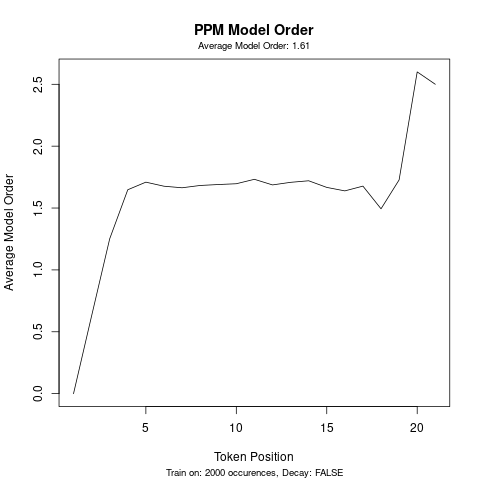 PPM Model Order
Average Model Order: 1.61
Average Model Order
2.5
2.0
1.5
1.0
0.5
0.0
5
10
15
20
Token Position
Train on: 2000 occurences, Decay: FALSE